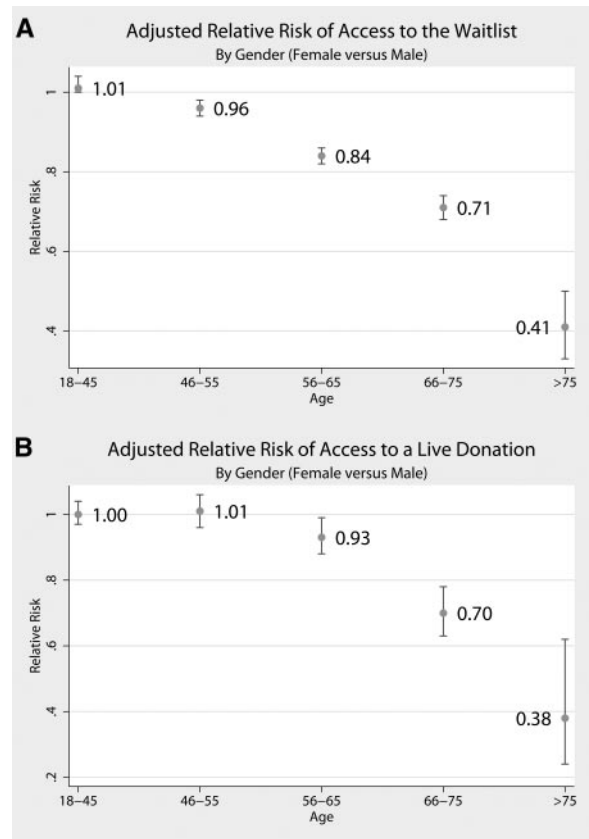 A
Adjusted Relative Risk of Access to the Waitlist
By Gender (Female versus Male)
Relative Risk
1
.8
.6
.4
1.01
0.96
0.84
0.71
0.41
18–45
46–55
56–65
66–75
>75
Age
B
Adjusted Relative Risk of Access to a Live Donation
By Gender (Female versus Male)
Relative Risk
1
.8
.6
.4
.2
1.00
1.01
0.93
0.70
0.38
18–45
46–55
56–65
66–75
>75
Age